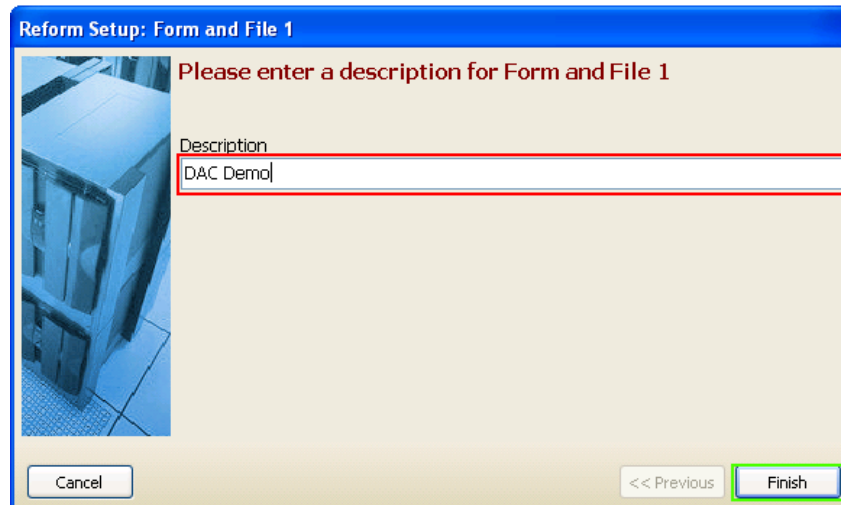 Reform Setup: Form and File 1
Please enter a description for Form and File 1
Description
DAC Demo
Cancel
<< Previous
Finish